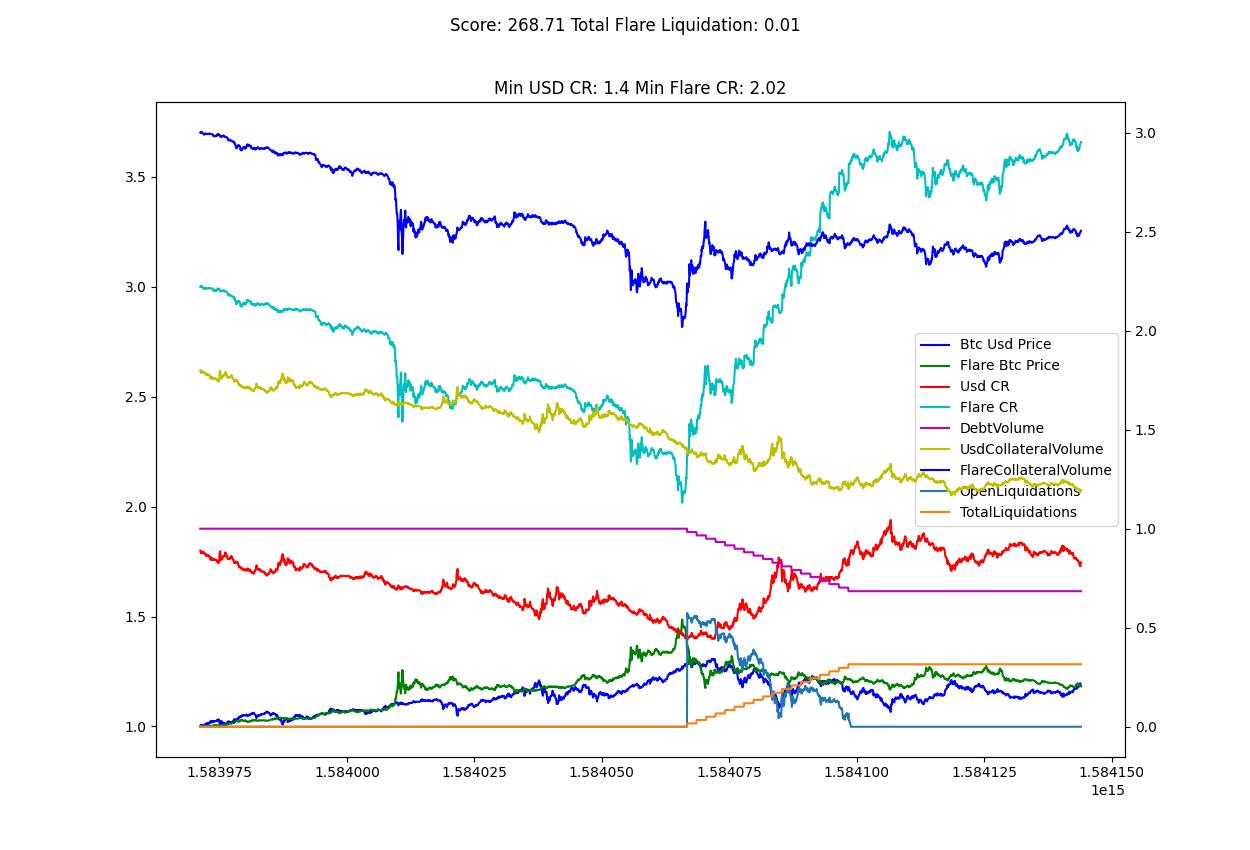 Score: 268.71 Total Flare Liquidation: 0.01
Min USD CR: 1.4 Min Flare CR: 2.02
3.5
3.0
2.5
2.0
1.5
1.0
3.0
2.5
2.0
1.5
1.0
0.5
0.0
Btc Usd Price
Flare Btc Price
Usd CR
Flare CR
DebtVolume
UsdCollateralVolume
FlareCollateralVolume
OpenLiquidations
TotalLiquidations
1.583975 1.584000 1.584025 1.584050 1.584075 1.584100 1.584125 1.584150
1e15